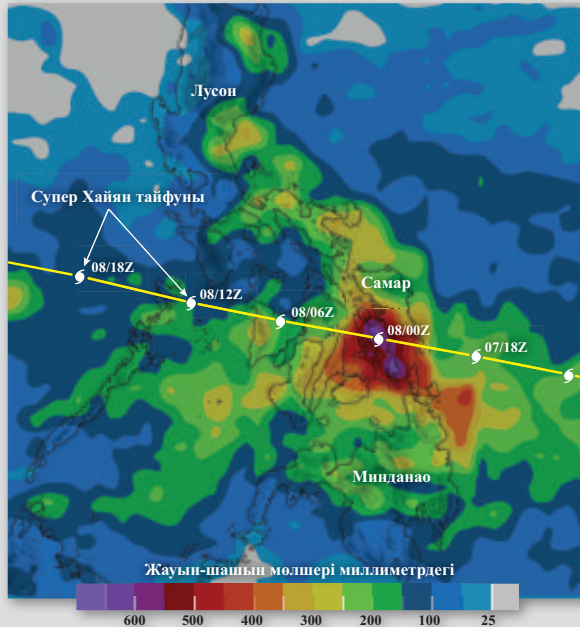 Лусон
Супер Хайян тайфуны
08/18Z
08/12Z
Самар
08/06Z
08/00Z
07/18Z
Минданао
Жауын-шашын мөлшері миллиметрдегі
600 500 400 300 200 100 25